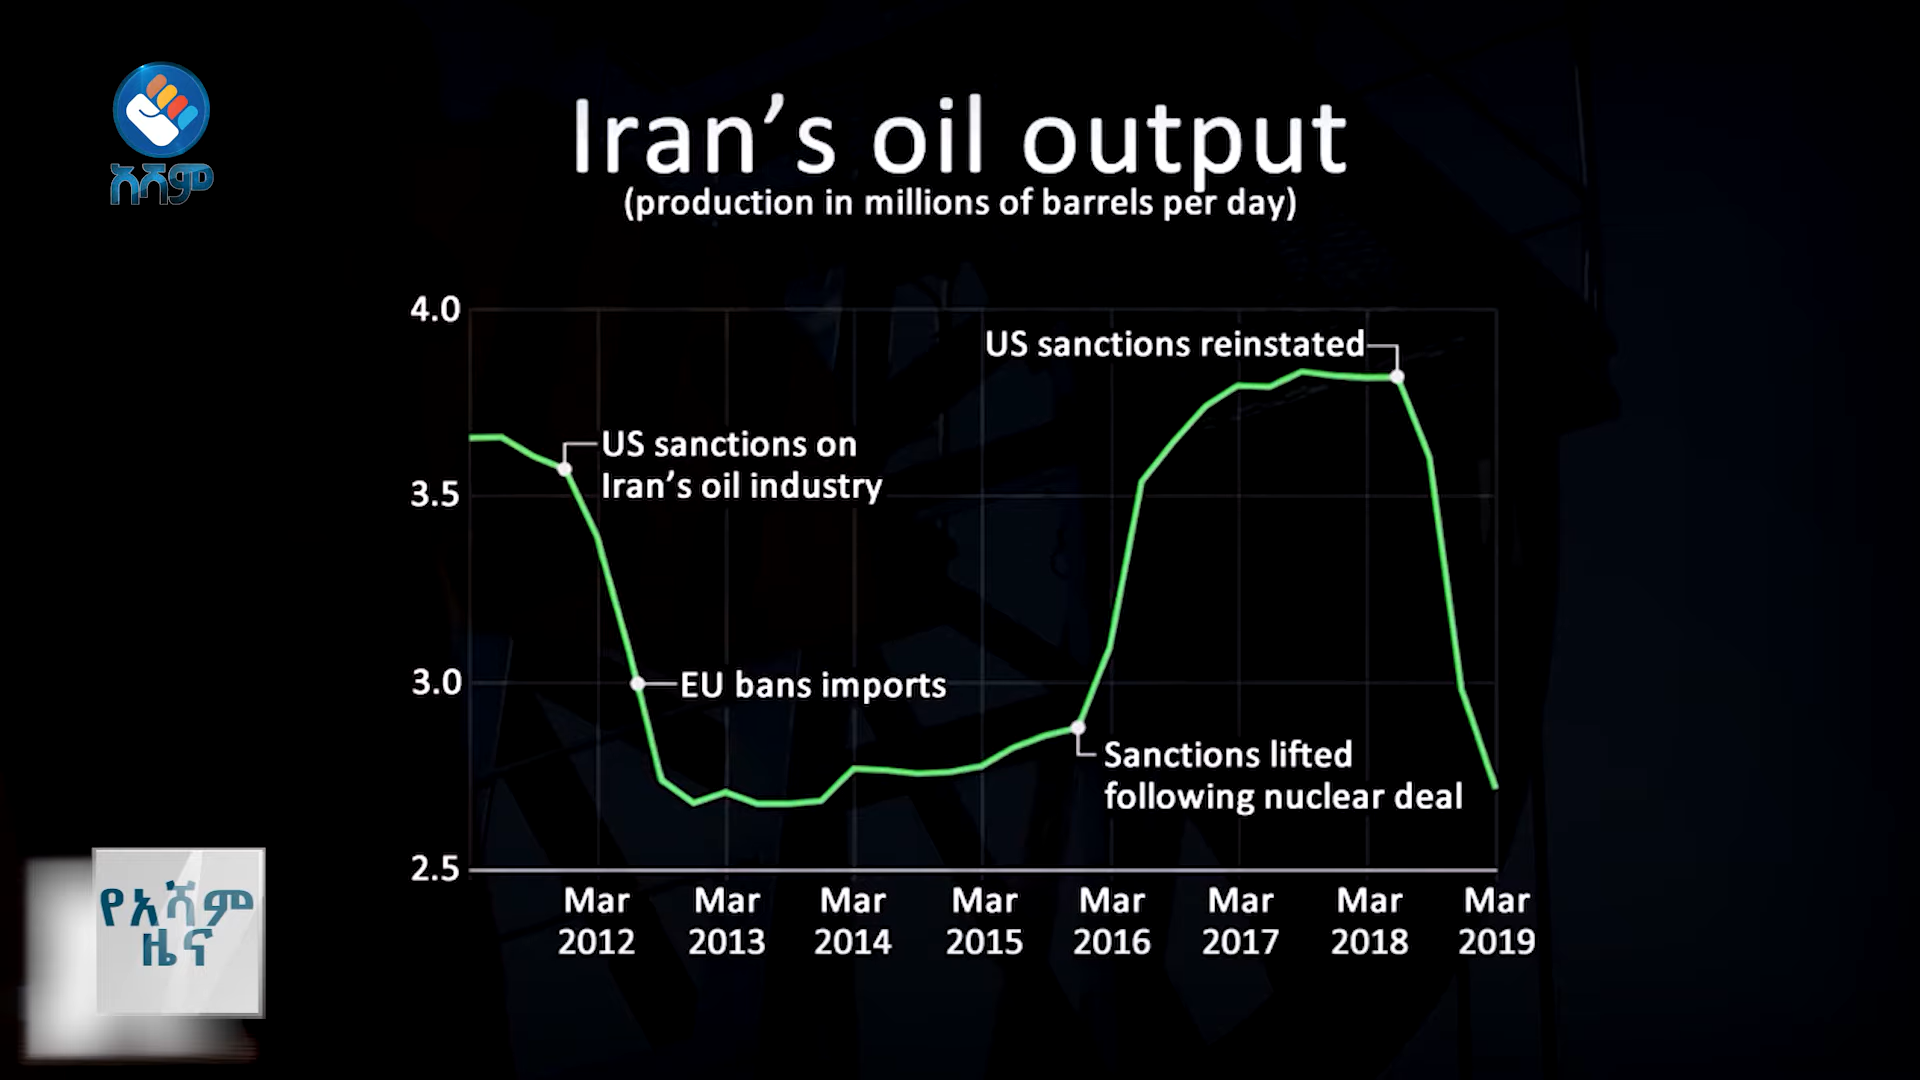 አሻም
Iran’s oil output
(production in millions of barrels per day)
4.0
3.5
3.0
2.5
US sanctions reinstated
US sanctions on
Iran’s oil industry
EU bans imports
Sanctions lifted
following nuclear deal
Mar 2012
Mar 2013
Mar 2014
Mar 2015
Mar 2016
Mar 2017
Mar 2018
Mar 2019
የአሻም
ዜና